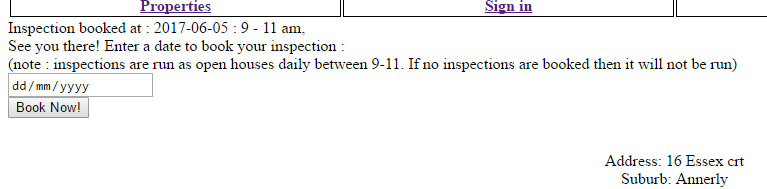 Properties Sign in
Inspection booked at : 2017-06-05 : 9 - 11 am,
See you there! Enter a date to book your inspection :
(note : inspections are run as open houses daily between 9-11. If no inspections are booked then it will not be run)
dd/mm/yyyy
Book Now!
Address: 16 Essex crt
Suburb: Annerly